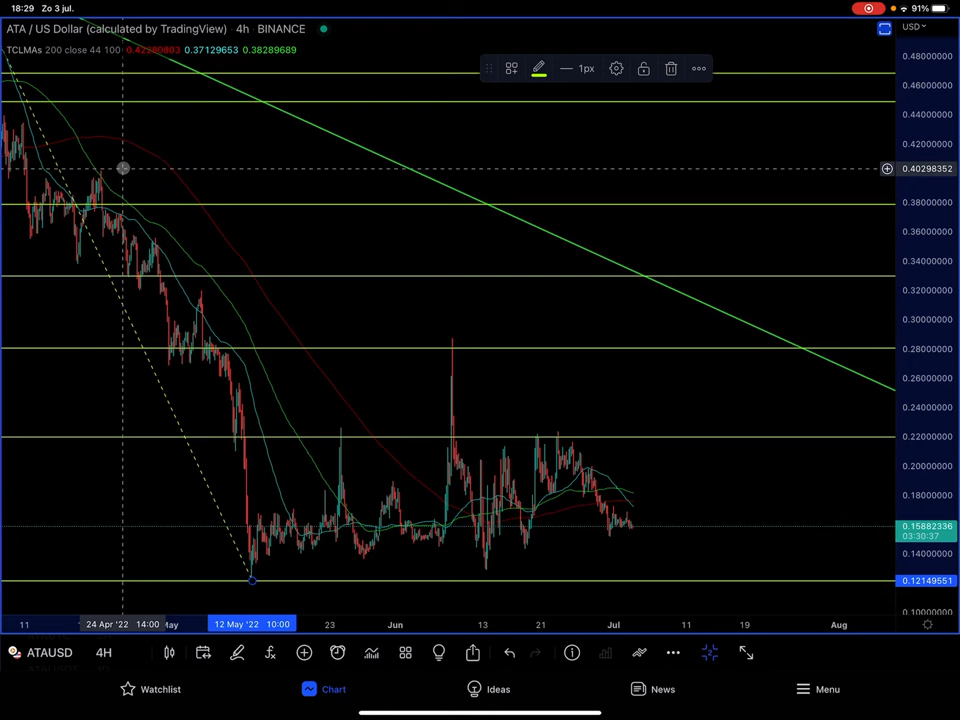 18:29 Zo 3 jul.
91%
ATA / US Dollar (calculated by TradingView) · 4h · BINANCE
USD
TCLMAs 200 close 44 100 0.42280003 0.37129653 0.38289689
1px
0.48000000
0.46000000
0.44000000
0.42000000
0.40298352
0.38000000
0.36000000
0.34000000
0.32000000
0.30000000
0.28000000
0.26000000
0.24000000
0.22000000
0.20000000
0.18000000
0.15882336
03:30:37
0.14000000
0.12149551
0.10000000
11
24 Apr '22 14:00
May
12 May '22 10:00
23
Jun
13
21
Jul
11
19
Aug
ATAUSD 4H
Watchlist
Chart
Ideas
News
Menu